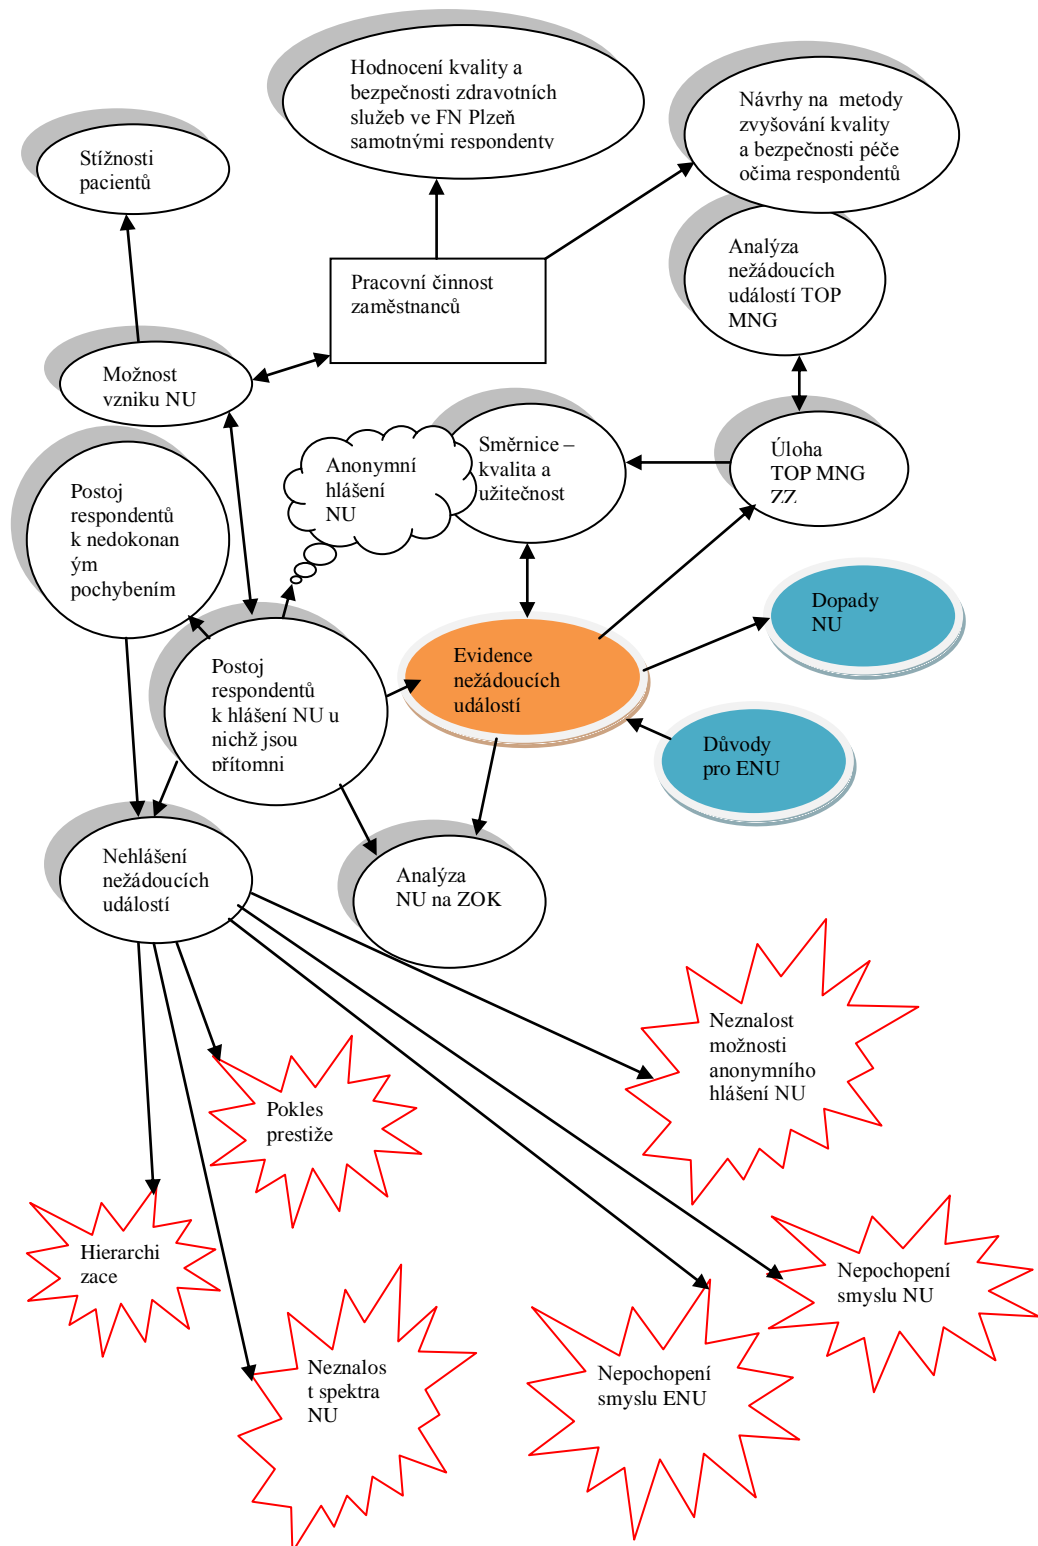 Hodnocení kvality a
bezpečnosti zdravotních
služeb ve FN Plzeň
samotnými respondenty
Návrhy na metody
zvyšování kvality
a bezpečnosti péče
očima respondentů
Stížnosti
pacientů
Analýza
nežádoucích
událostí TOP
MNG
Pracovní činnost
zaměstnanců
Možnost
vzniku NU
Směrnice –
kvalita a
užitečnost
Úloha
TOP MNG
ZZ
Anonymní
hlášení
NU
Postoj
respondentů
k nedokonan
ým
pochybením
Dopady
NU
Evidence
nežádoucích
událostí
Postoj
respondentů
k hlášení NU u
nichž jsou
přítomni
Důvody
pro ENU
Nehlášení
nežádoucích
událostí
Analýza
NU na ZOK
Neznalost
možnosti
anonymního
hlášení NU
Pokles
prestiže
Hierarchi
zace
Nepochopení
smyslu NU
Neznalos
t spektra
NU
Nepochopení
smyslu ENU